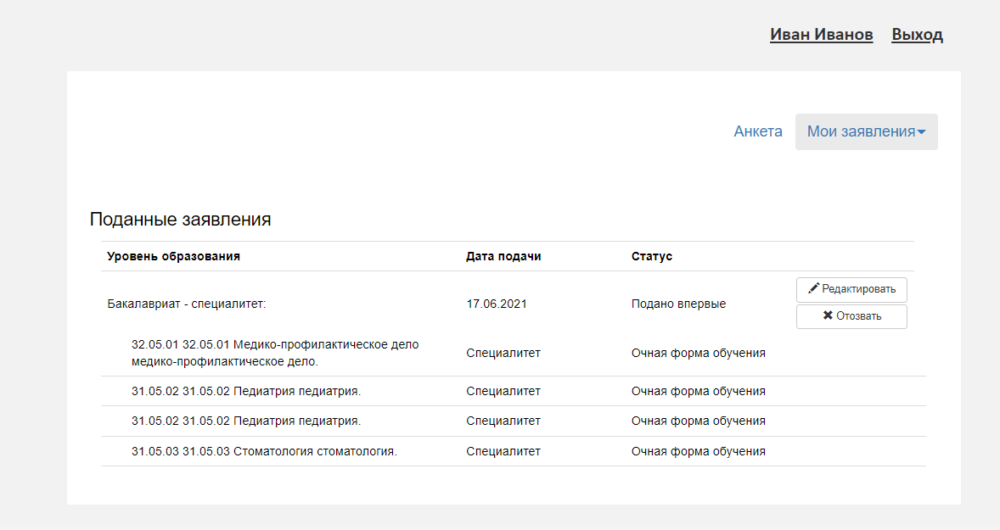 Иван Иванов Выход
Анкета Мои заявления
Поданные заявления
Уровень образования Дата подачи Статус
Бакалавриат - специалитет: 17.06.2021 Подано впервые Редактировать
Отозвать
32.05.01 32.05.01 Медико-профилактическое дело
медико-профилактическое дело. Специалитет Очная форма обучения
31.05.02 31.05.02 Педиатрия педиатрия. Специалитет Очная форма обучения
31.05.02 31.05.02 Педиатрия педиатрия. Специалитет Очная форма обучения
31.05.03 31.05.03 Стоматология стоматология. Специалитет Очная форма обучения